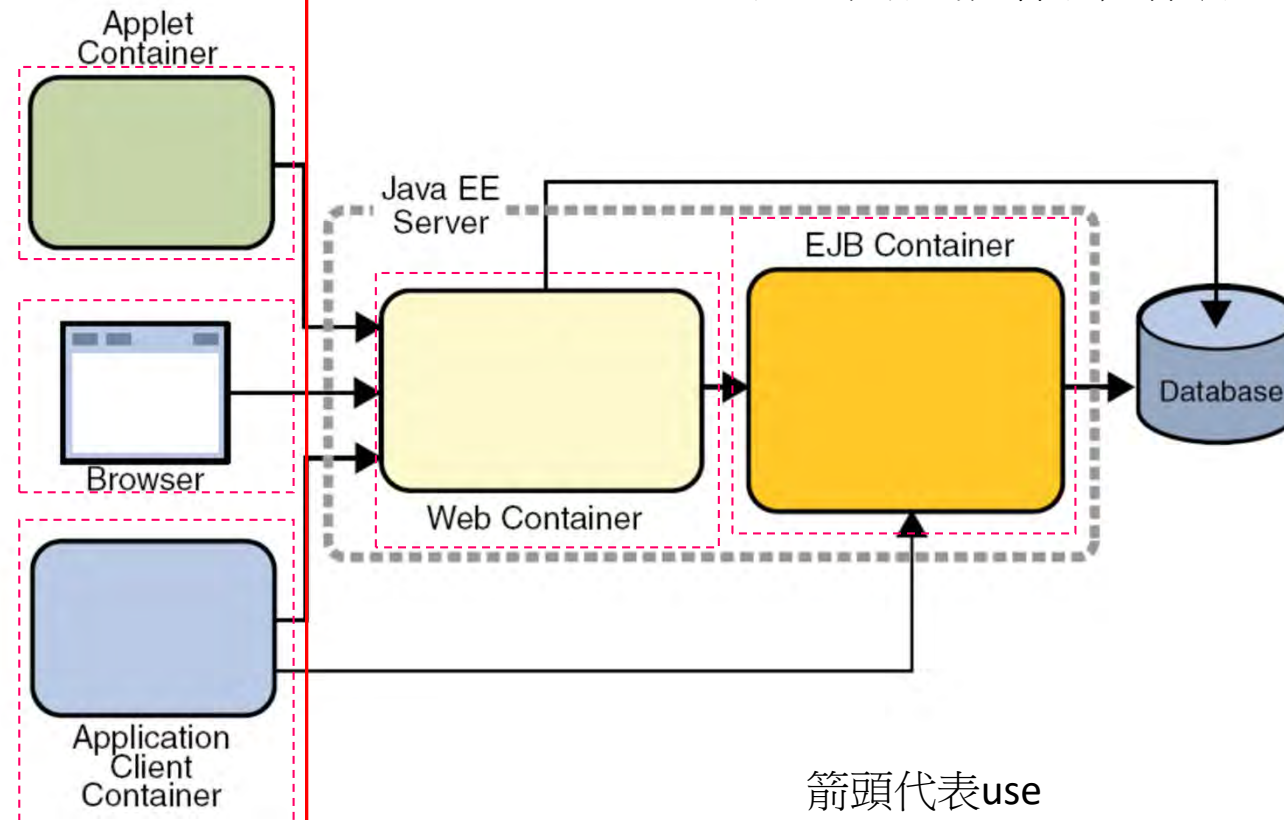 Applet
Container
Java EE
Server
EJB Container
Database
Browser
Web Container
Application
Client
Container
箭頭代表use